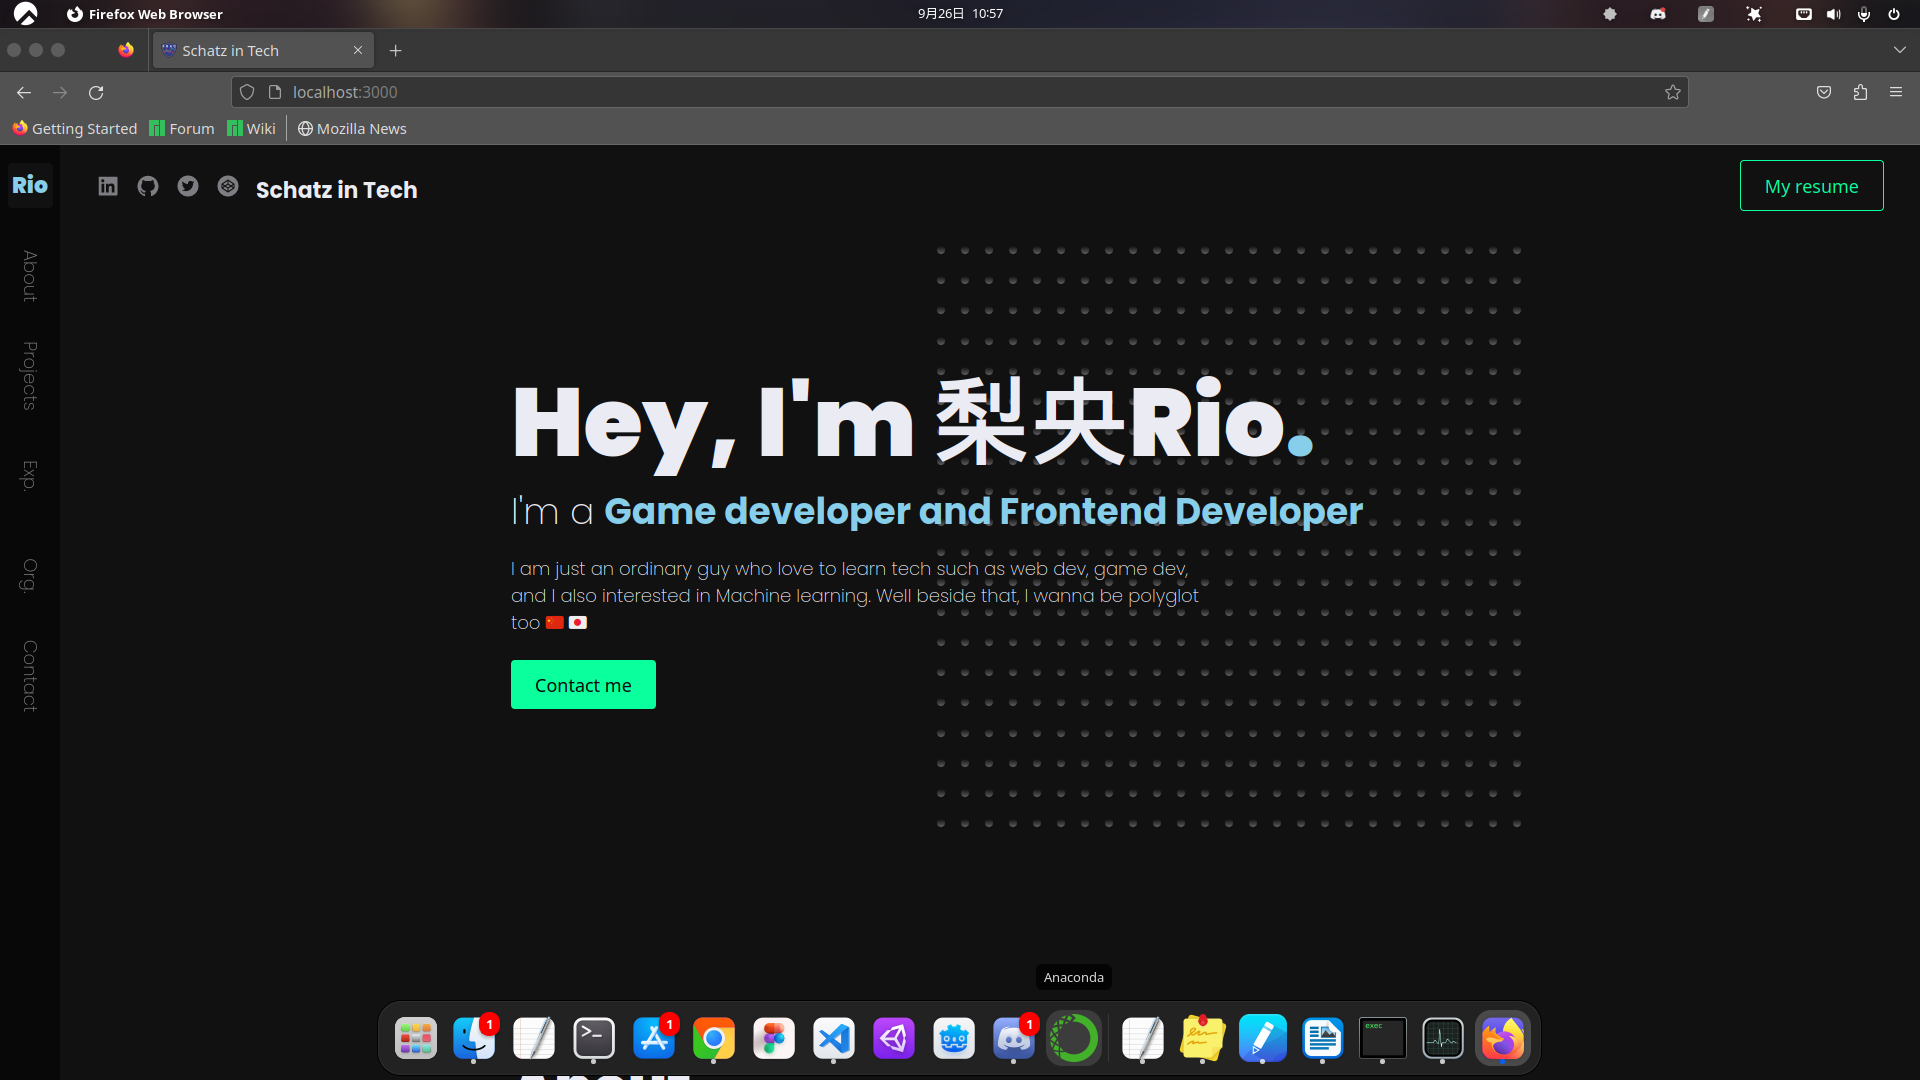 Firefox Web Browser
9月26日 10:57
Schatz in Tech
localhost:3000
Getting Started
Forum
Wiki
Mozilla News
Rio
Schatz in Tech
My resume
About
Projects
Exp.
Org.
Contact
Hey, I'm 梨央Rio.
I'm a Game developer and Frontend Developer
I am just an ordinary guy who love to learn tech such as web dev, game dev,
and I also interested in Machine learning. Well beside that, I wanna be polyglot
too 🇨🇳 🇯🇵
Contact me
Anaconda
1
1
1
exec
About